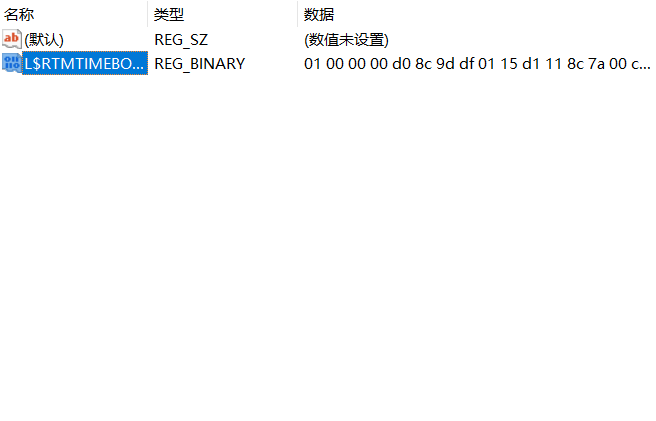 名称 类型 数据
(默认) REG_SZ (数值未设置)
L$RTMTIMEBO... REG_BINARY 01 00 00 00 d0 8c 9d df 01 15 d1 11 8c 7a 00 c...